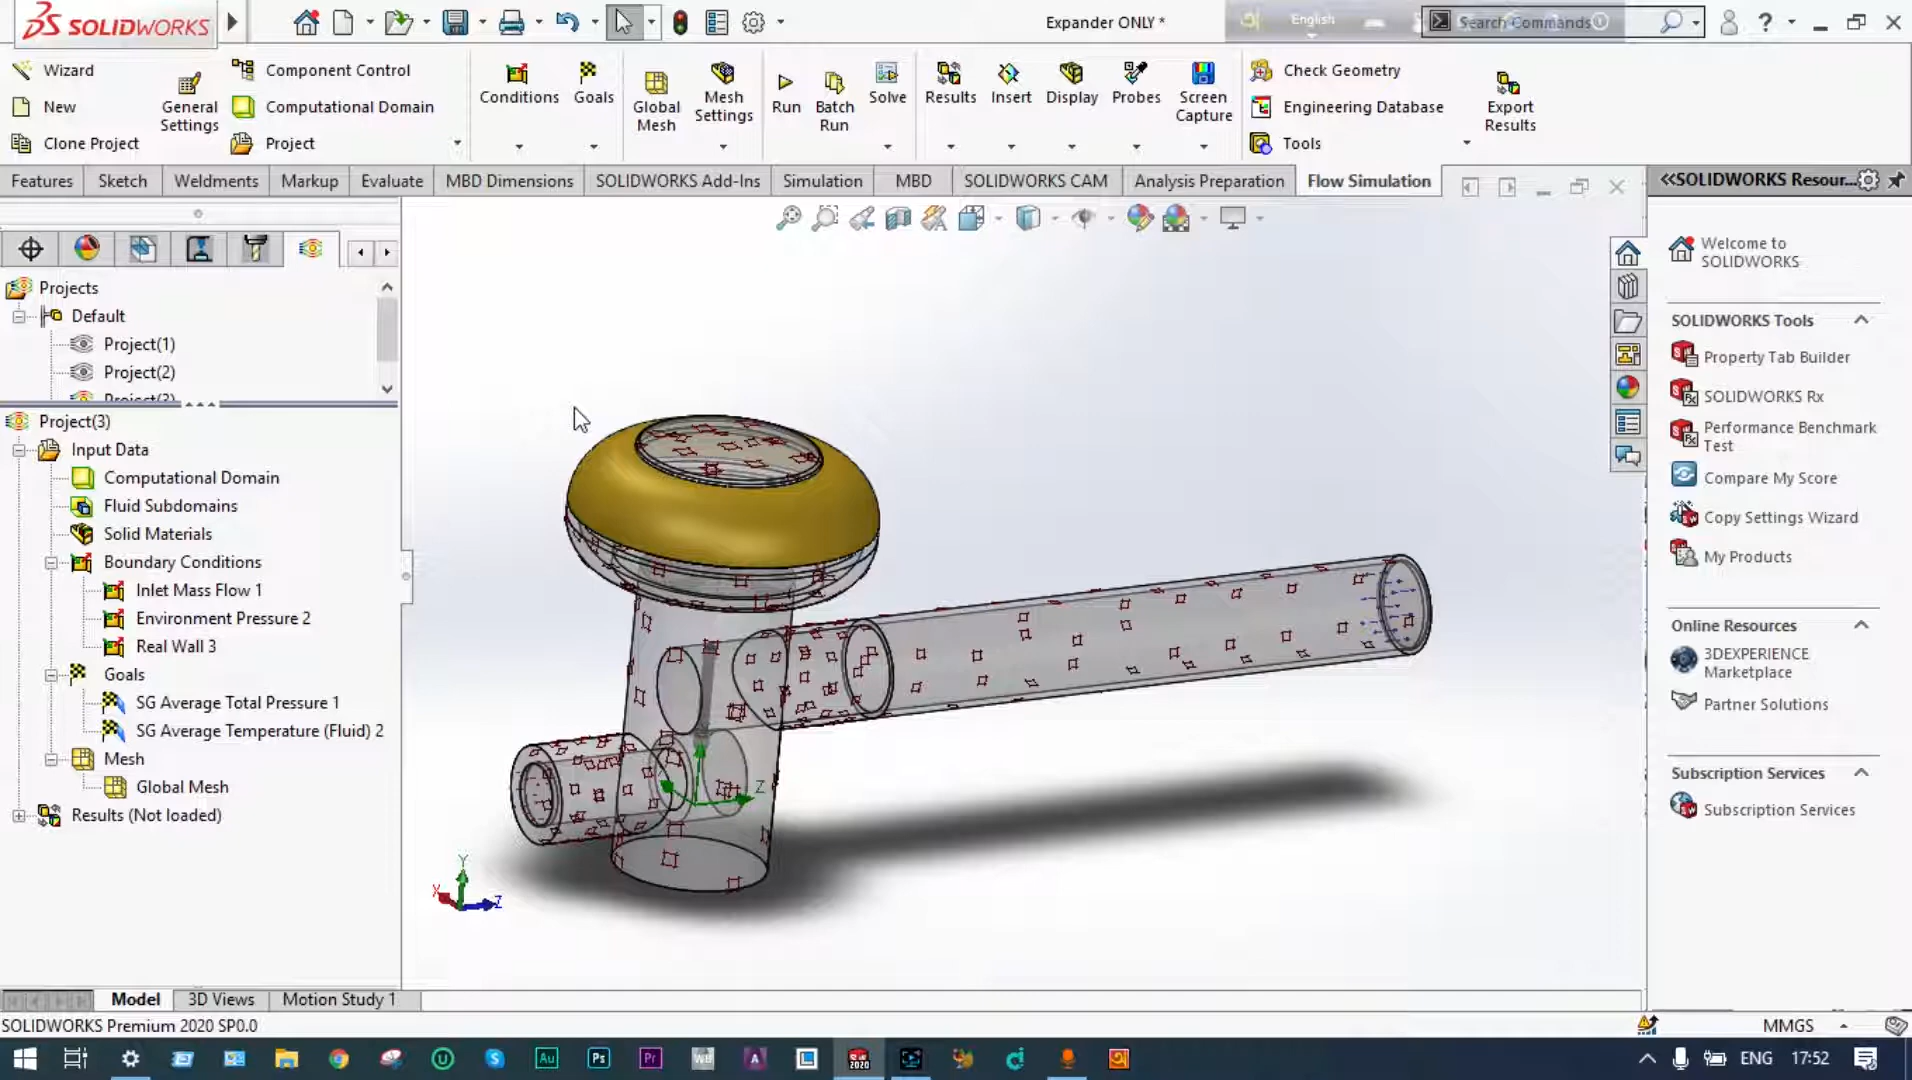 SOLIDWORKS
Expander ONLY *
English
Search Commands
Wizard
New
Clone Project
General Settings
Component Control
Computational Domain
Project
Conditions
Goals
Global Mesh
Mesh Settings
Run
Batch Run
Solve
Results
Insert
Display
Probes
Screen Capture
Check Geometry
Engineering Database
Tools
Export Results
Features
Sketch
Weldments
Markup
Evaluate
MBD Dimensions
SOLIDWORKS Add-Ins
Simulation
MBD
SOLIDWORKS CAM
Analysis Preparation
Flow Simulation
Projects
Default
Project(1)
Project(2)
Project(3)
Project(3)
Input Data
Computational Domain
Fluid Subdomains
Solid Materials
Boundary Conditions
Inlet Mass Flow 1
Environment Pressure 2
Real Wall 3
Goals
SG Average Total Pressure 1
SG Average Temperature (Fluid) 2
Mesh
Global Mesh
Results (Not loaded)
Z
Y
X
Z
«SOLIDWORKS Resour...
Welcome to
SOLIDWORKS
SOLIDWORKS Tools
Property Tab Builder
SOLIDWORKS Rx
Performance Benchmark
Test
Compare My Score
Copy Settings Wizard
My Products
Online Resources
3DEXPERIENCE
Marketplace
Partner Solutions
Subscription Services
Subscription Services
Model
3D Views
Motion Study 1
SOLIDWORKS Premium 2020 SP0.0
MMGS
Au
Ps
Pr
2020
ENG
17:52